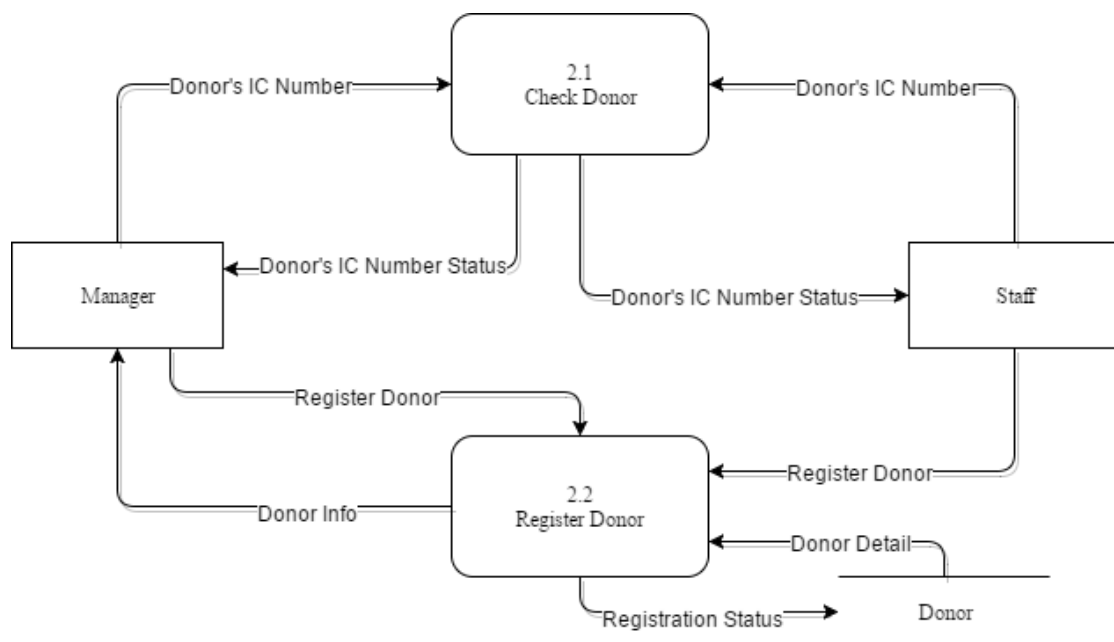 2.1
Check Donor
Donor's IC Number
Donor's IC Number
Donor's IC Number Status
Manager
Donor's IC Number Status
Staff
Register Donor
Register Donor
2.2
Register Donor
Donor Info
Donor Detail
Registration Status
Donor